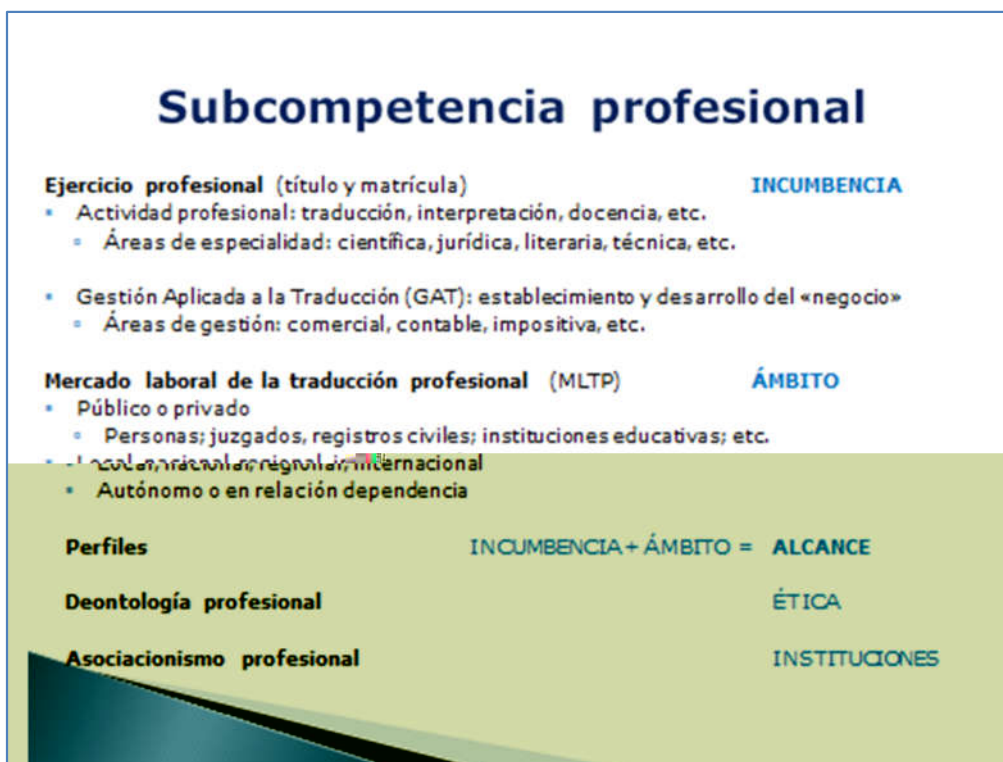 Subcompetencia profesional
Ejercicio profesional (título y matrícula) INCUMBENCIA
Actividad profesional: traducción, interpretación, docencia, etc.
Áreas de especialidad: científica, jurídica, literaria, técnica, etc.
Gestión Aplicada a la Traducción (GAT): establecimiento y desarrollo del «negocio»
Áreas de gestión: comercial, contable, impositiva, etc.
Mercado laboral de la traducción profesional (MLTP) ÁMBITO
Público o privado
Personas; juzgados, registros civiles; instituciones educativas; etc.
Local, nacional, regional, internacional
Autónomo o en relación dependencia
Perfiles INCUMBENCIA + ÁMBITO = ALCANCE
Deontología profesional ÉTICA
Asociacionismo profesional INSTITUCIONES